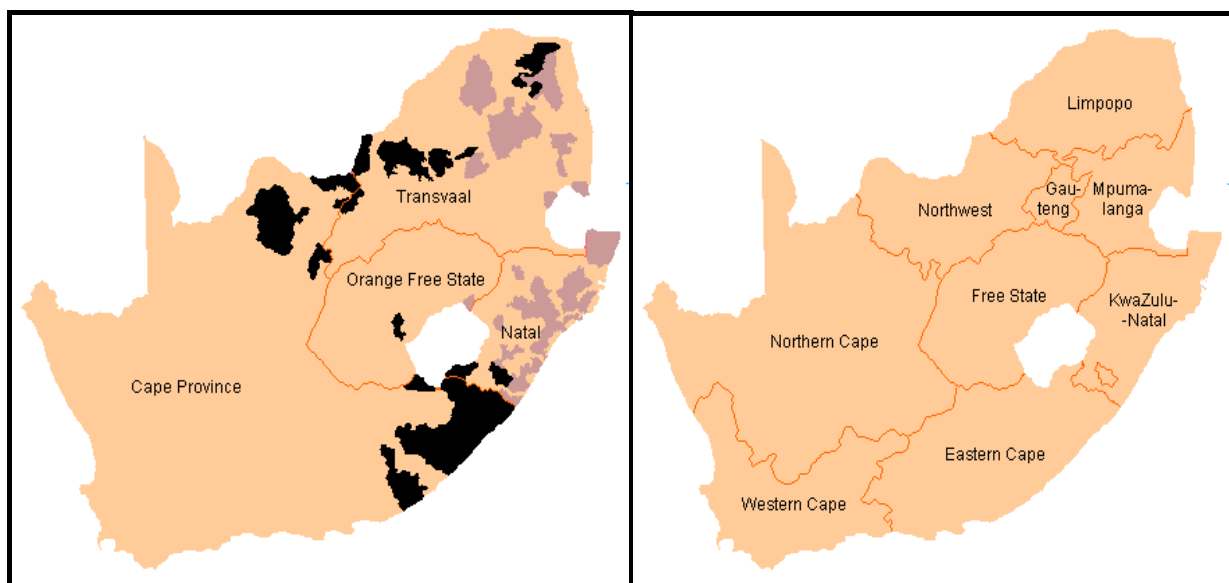 Transvaal
Orange Free State
Natal
Cape Province
Limpopo
Gau-
teng
Mpuma-
langa
Northwest
Free State
KwaZulu-
-Natal
Northern Cape
Eastern Cape
Western Cape